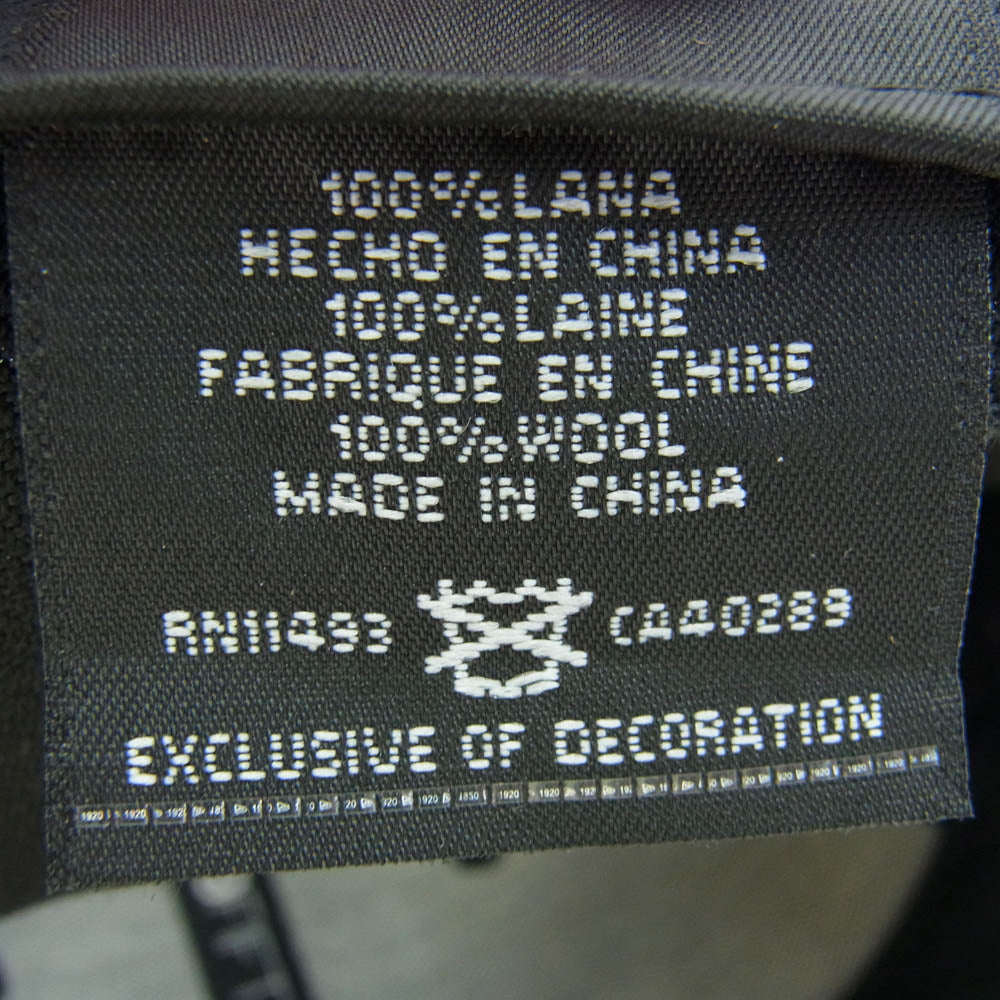 100% LANA
HECHO EN CHINA
100% LAINE
FABRIQUE EN CHINE
100% WOOL
MADE IN CHINA
RN11493 CA40289
EXCLUSIVE OF DECORATION